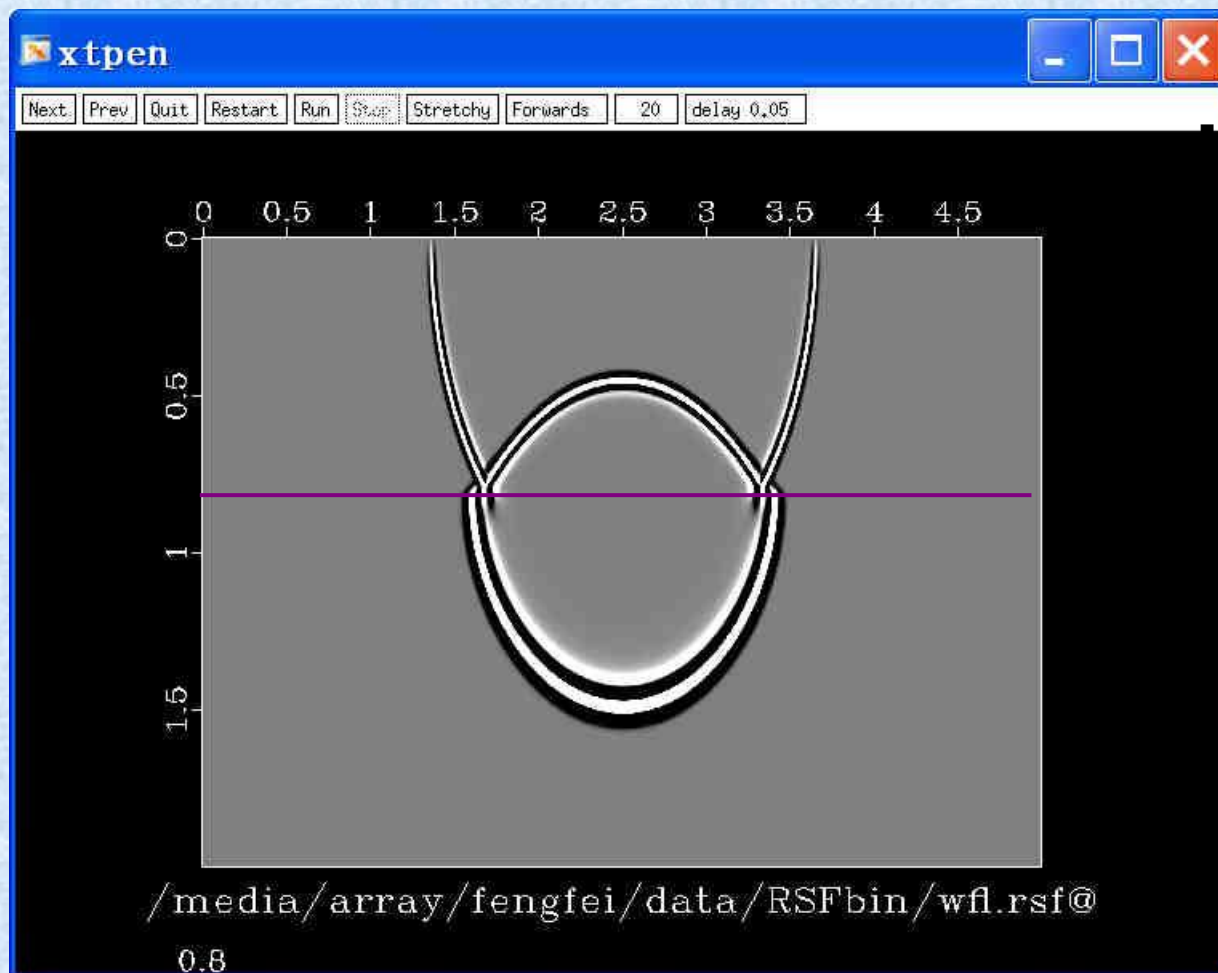 xtpen
Next Prev Quit Restart Run Stop Stretchy Forwards 20 delay 0.05
0 0.5 1 1.5 2 2.5 3 3.5 4 4.5
0
0.5
1
1.5
/media/array/fengfei/data/RSFbin/wfl.rsf@
0.8